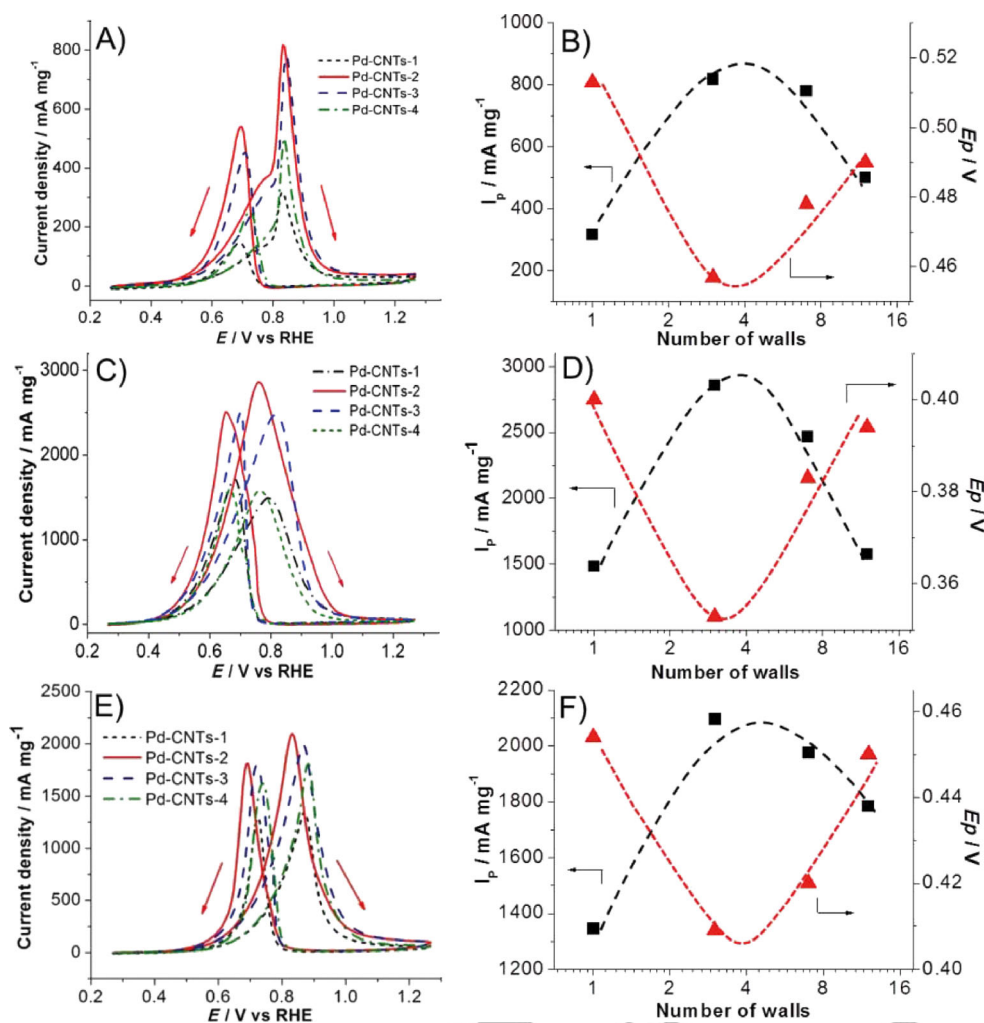 A)
Pd-CNTs-1
Pd-CNTs-2
Pd-CNTs-3
Pd-CNTs-4
Current density / mA mg⁻¹
800
600
400
200
0
0.2 0.4 0.6 0.8 1.0 1.2
E / V vs RHE
B)
Iₚ / mA mg⁻¹
1000
800
600
400
200
0.52
0.50
0.48
0.46
Ep / V
1 2 4 8 16
Number of walls
C)
Pd-CNTs-1
Pd-CNTs-2
Pd-CNTs-3
Pd-CNTs-4
Current density / mA mg⁻¹
3000
2000
1000
0
0.2 0.4 0.6 0.8 1.0 1.2
E / V vs RHE
D)
I_P / mA mg⁻¹
3000
2500
2000
1500
1000
0.40
0.38
0.36
Ep / V
1 2 4 8 16
Number of walls
E)
Pd-CNTs-1
Pd-CNTs-2
Pd-CNTs-3
Pd-CNTs-4
Current density / mA mg⁻¹
2500
2000
1500
1000
500
0
0.2 0.4 0.6 0.8 1.0 1.2
E / V vs RHE
F)
I_P / mA mg⁻¹
2200
2000
1800
1600
1400
1200
0.46
0.44
0.42
0.40
Ep / V
1 2 4 8 16
Number of walls